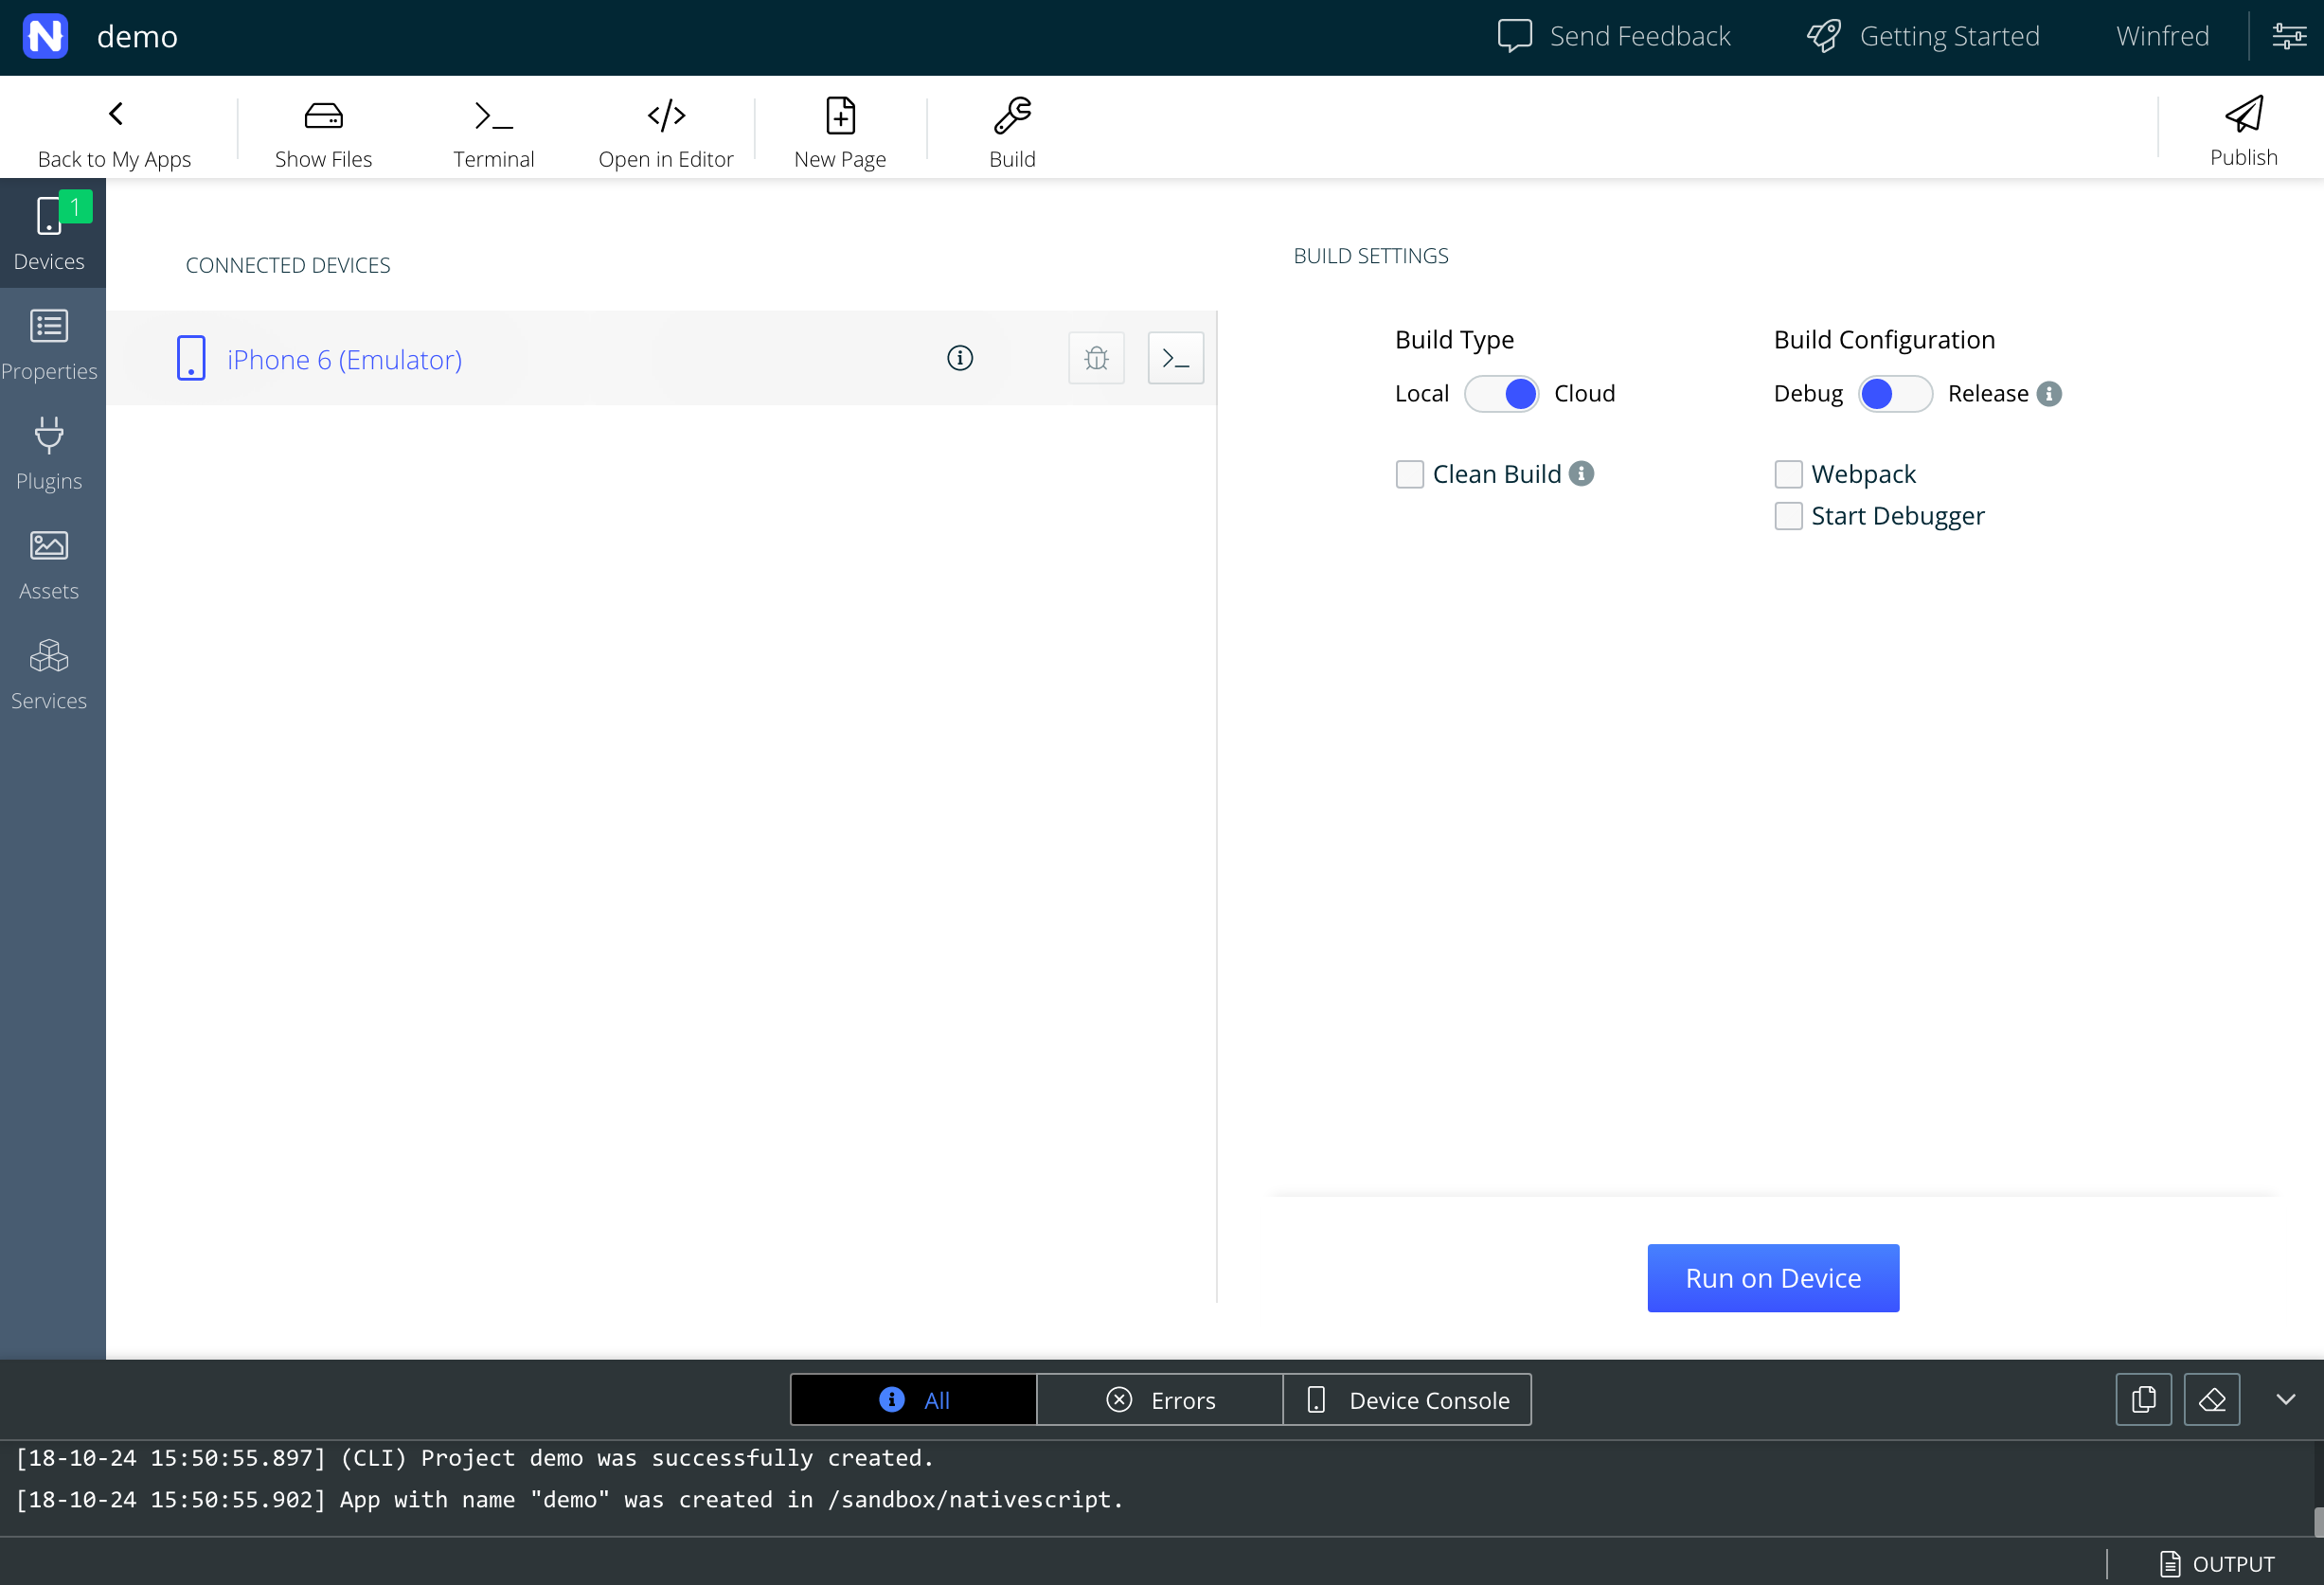 demo
Send Feedback
Getting Started
Winfred
Back to My Apps
Show Files
Terminal
Open in Editor
New Page
Build
Publish
1
Devices
Properties
Plugins
Assets
Services
CONNECTED DEVICES
iPhone 6 (Emulator)
BUILD SETTINGS
Build Type
Local
Cloud
Clean Build
Build Configuration
Debug
Release
Webpack
Start Debugger
Run on Device
All
Errors
Device Console
[18-10-24 15:50:55.897] (CLI) Project demo was successfully created.
[18-10-24 15:50:55.902] App with name "demo" was created in /sandbox/nativescript.
OUTPUT